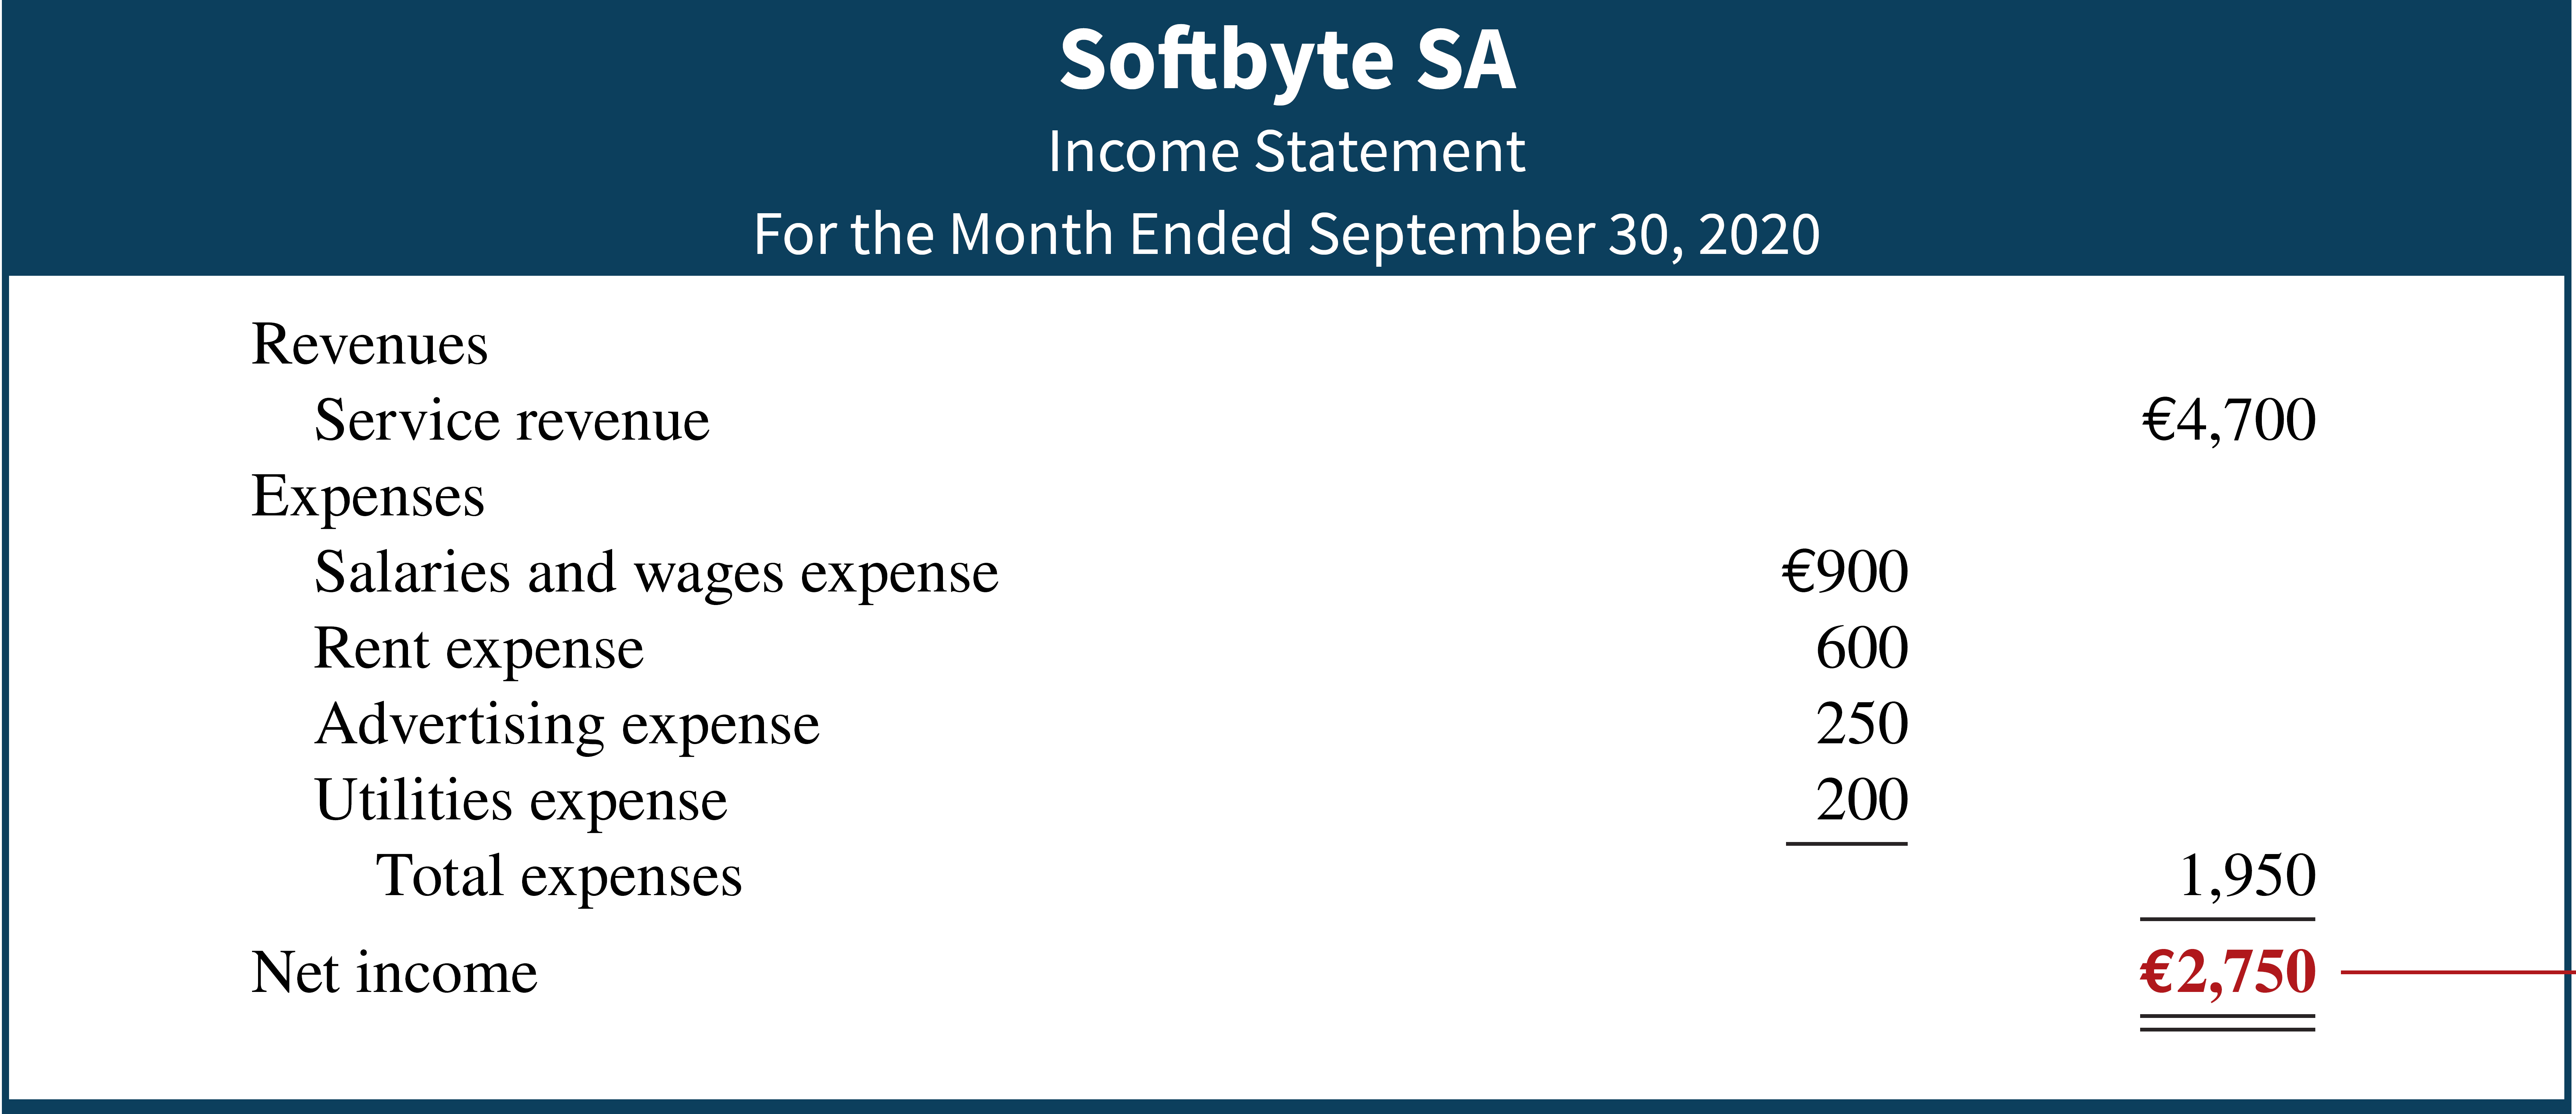 Softbyte SA
Income Statement
For the Month Ended September 30, 2020
Revenues
Service revenue €4,700
Expenses
Salaries and wages expense €900
Rent expense 600
Advertising expense 250
Utilities expense 200
Total expenses 1,950
Net income €2,750